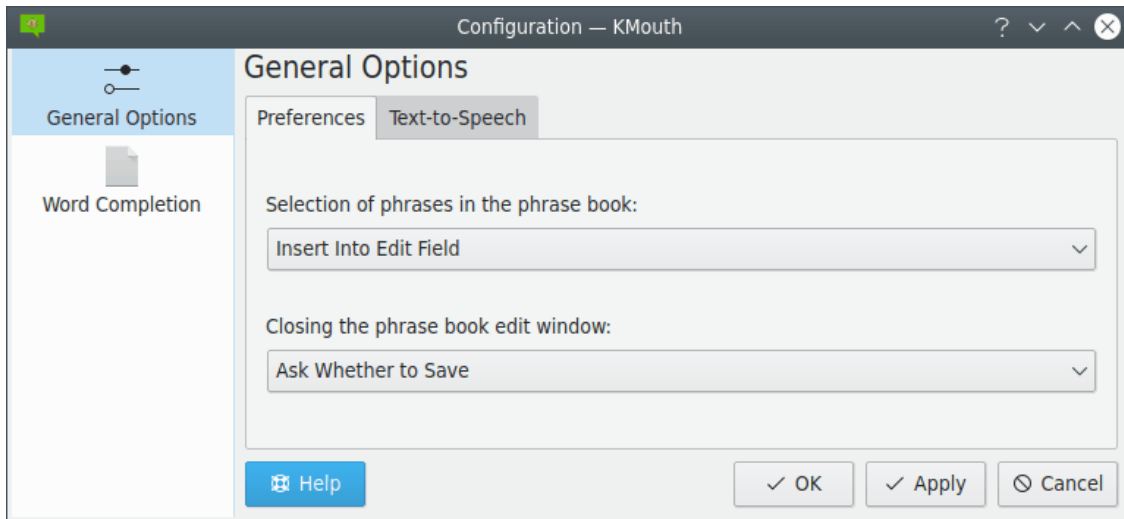 Configuration — KMouth
General Options
General Options
Preferences Text-to-Speech
Word Completion
Selection of phrases in the phrase book:
Insert Into Edit Field
Closing the phrase book edit window:
Ask Whether to Save
Help OK Apply Cancel